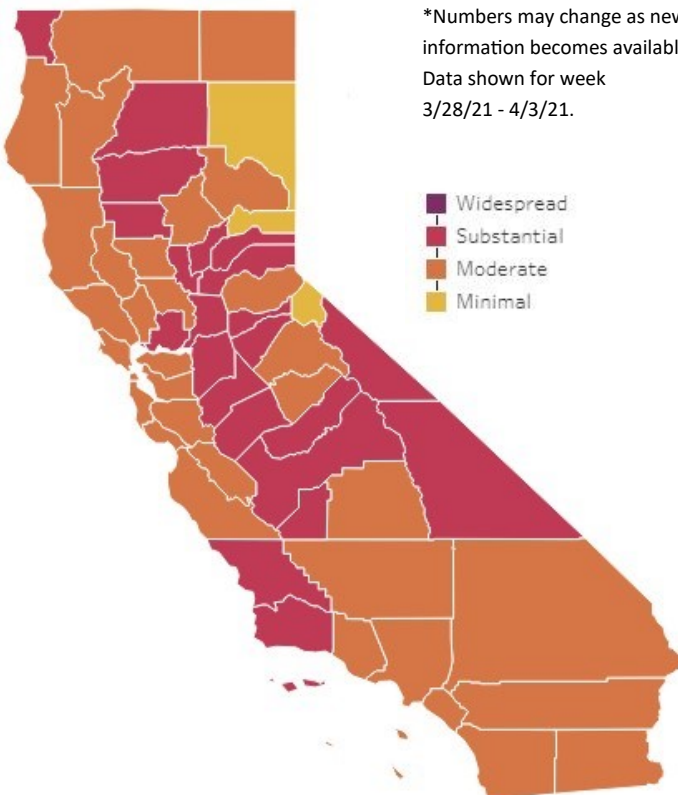 *Numbers may change as new
information becomes availabl
Data shown for week
3/28/21 - 4/3/21.
Widespread
Substantial
Moderate
Minimal